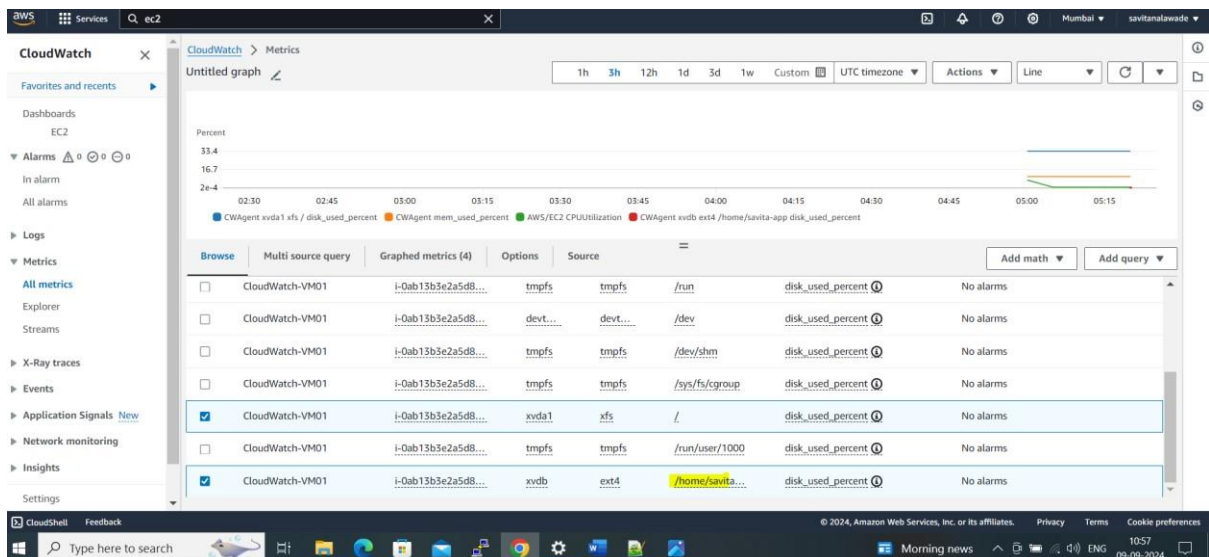 aws Services ec2 Mumbai savitanalawade
CloudWatch
Favorites and recents
Dashboards
EC2
Alarms 0 0 0
In alarm
All alarms
Logs
Metrics
All metrics
Explorer
Streams
X-Ray traces
Events
Application Signals New
Network monitoring
Insights
Settings
CloudWatch > Metrics
Untitled graph 1h 3h 12h 1d 3d 1w Custom UTC timezone Actions Line
Percent
33.4
16.7
2e-4
02:30 02:45 03:00 03:15 03:30 03:45 04:00 04:15 04:30 04:45 05:00 05:15
CWAgent xvda1 xfs / disk_used_percent CWAgent mem_used_percent AWS/EC2 CPUUtilization CWAgent xvdb ext4 /home/savita-app disk_used_percent
Browse Multi source query Graphed metrics (4) Options Source Add math Add query
CloudWatch-VM01 i-0ab13b3e2a5d8... tmpfs tmpfs /run disk_used_percent No alarms
CloudWatch-VM01 i-0ab13b3e2a5d8... devt... devt... /dev disk_used_percent No alarms
CloudWatch-VM01 i-0ab13b3e2a5d8... tmpfs tmpfs /dev/shm disk_used_percent No alarms
CloudWatch-VM01 i-0ab13b3e2a5d8... tmpfs tmpfs /sys/fs/cgroup disk_used_percent No alarms
CloudWatch-VM01 i-0ab13b3e2a5d8... xvda1 xfs / disk_used_percent No alarms
CloudWatch-VM01 i-0ab13b3e2a5d8... tmpfs tmpfs /run/user/1000 disk_used_percent No alarms
CloudWatch-VM01 i-0ab13b3e2a5d8... xvdb ext4 /home/savita... disk_used_percent No alarms
CloudShell Feedback © 2024, Amazon Web Services, Inc. or its affiliates. Privacy Terms Cookie preferences
Type here to search Morning news ENG 10:57
09-09-2024